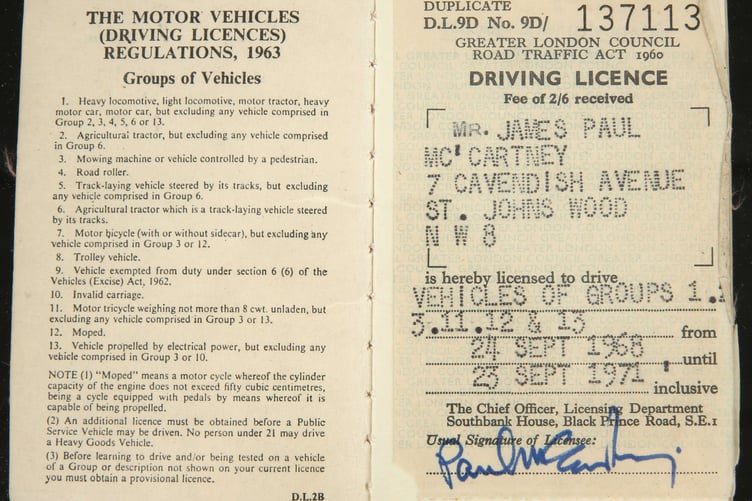 THE MOTOR VEHICLES
(DRIVING LICENCES)
REGULATIONS, 1963
Groups of Vehicles
1. Heavy locomotive, light locomotive, motor tractor, heavy
motor car, motor car, but excluding any vehicle comprised in
Group 2, 3, 4, 5, 6 or 13.
2. Agricultural tractor, but excluding any vehicle comprised
in Group 6.
3. Mowing machine or vehicle controlled by a pedestrian.
4. Road roller.
5. Track-laying vehicle steered by its tracks, but excluding
any vehicle comprised in Group 6.
6. Agricultural tractor which is a track-laying vehicle steered
by its tracks.
7. Motor bicycle (with or without sidecar), but excluding any
vehicle comprised in Group 3 or 12.
8. Trolley vehicle.
9. Vehicle exempted from duty under section 6 (6) of the
Vehicles (Excise) Act, 1962.
10. Invalid carriage.
11. Motor tricycle weighing not more than 8 cwt. unladen, but
excluding any vehicle comprised in Group 3 or 13.
12. Moped.
13. Vehicle propelled by electrical power, but excluding any
vehicle comprised in Group 3 or 10.
NOTE (1) "Moped" means a motor cycle whereof the cylinder
capacity of the engine does not exceed fifty cubic centimetres,
being a cycle equipped with pedals by means whereof it is
capable of being propelled.
(2) An additional licence must be obtained before a Public
Service Vehicle may be driven. No person under 21 may drive
a Heavy Goods Vehicle.
(3) Before learning to drive and/or being tested on a vehicle
of a Group or description not shown on your current licence
you must obtain a provisional licence.
D.L.2B
DUPLICATE
D.L.9D No. 9D/ 137113
GREATER LONDON COUNCIL
ROAD TRAFFIC ACT 1960
DRIVING LICENCE
Fee of 2/6 received
MR. JAMES PAUL
MC'CARTNEY
7 CAVENDISH AVENUE
ST. JOHNS WOOD
N W 8
is hereby licensed to drive
VEHICLES OF GROUPS 1.
3.11.12 & 13 from
24 SEPT 1968 until
23 SEPT 1971 inclusive
The Chief Officer, Licensing Department
Southbank House, Black Prince Road, S.E.1
Usual Signature of Licensee:
Paul McCartney